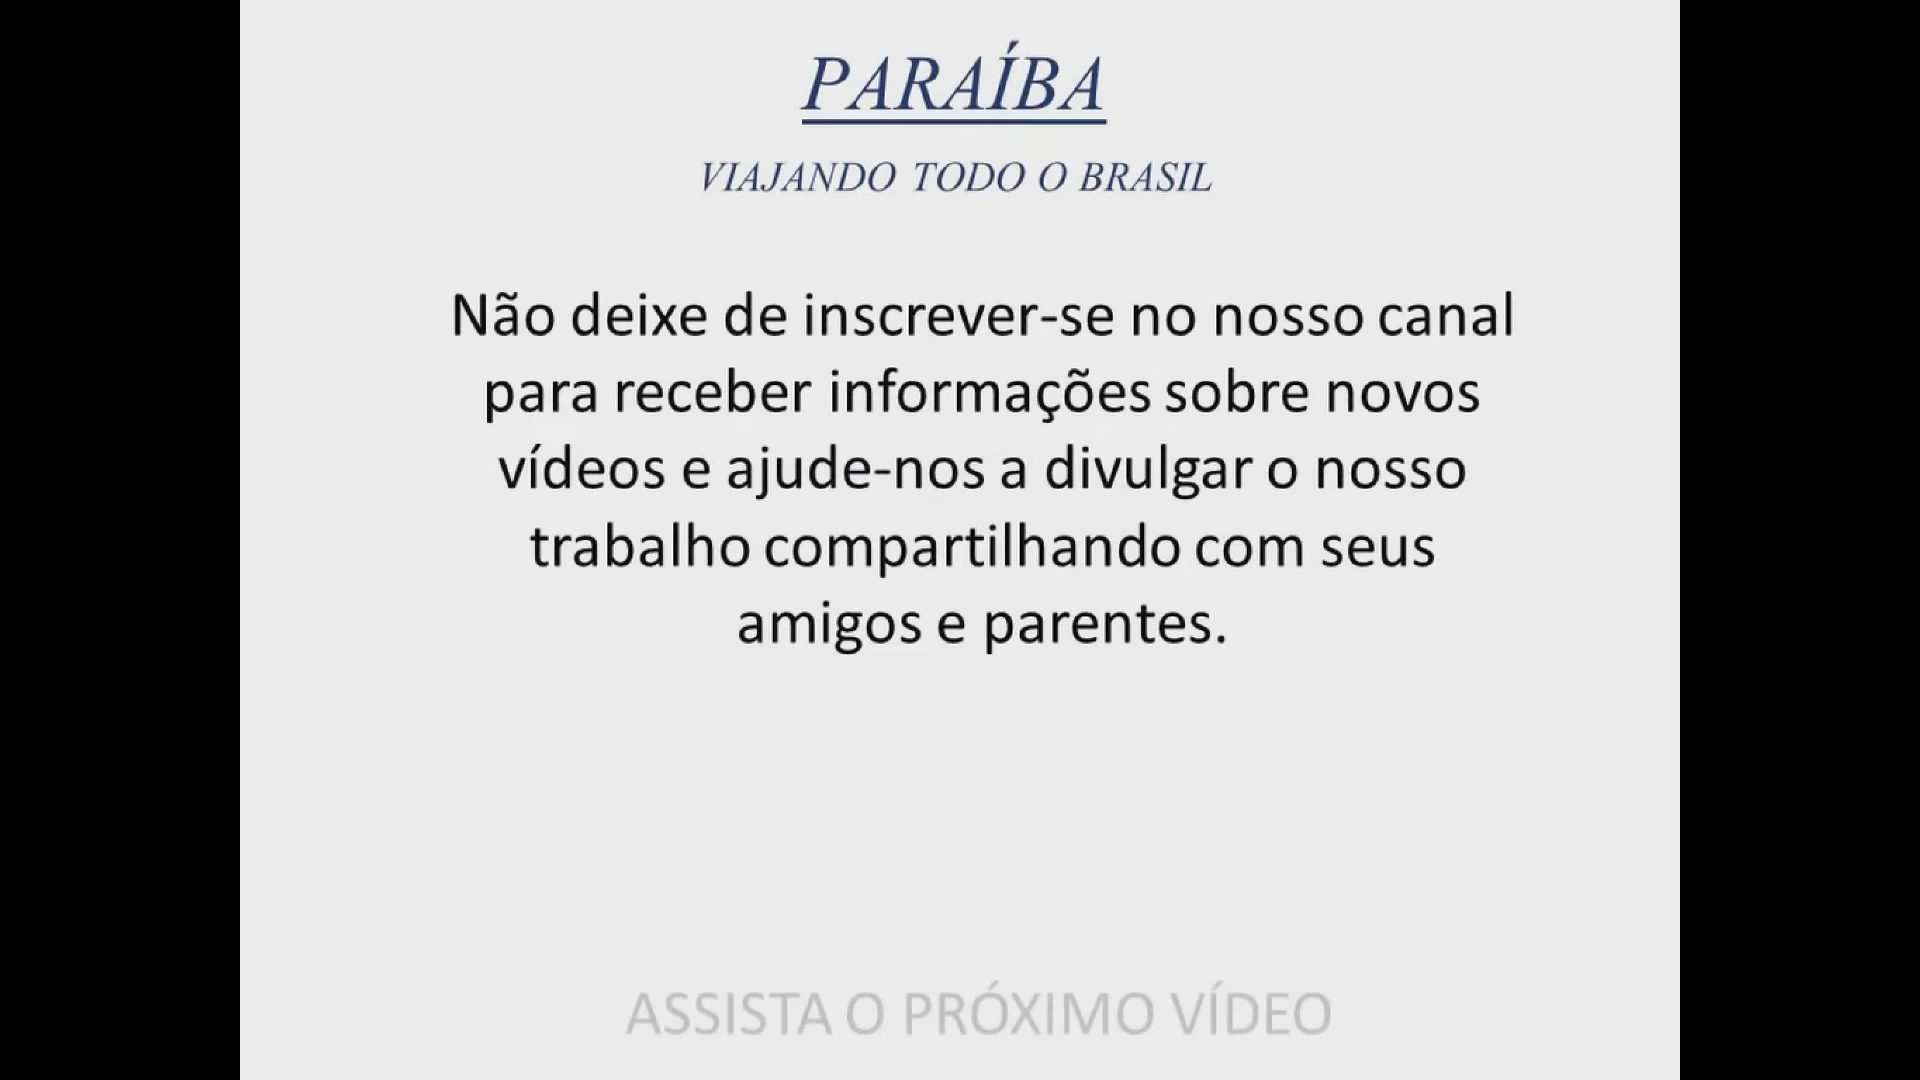 PARAÍBA
VIAJANDO TODO O BRASIL
Não deixe de inscrever-se no nosso canal
para receber informações sobre novos
vídeos e ajude-nos a divulgar o nosso
trabalho compartilhando com seus
amigos e parentes.
ASSISTA O PRÓXIMO VÍDEO